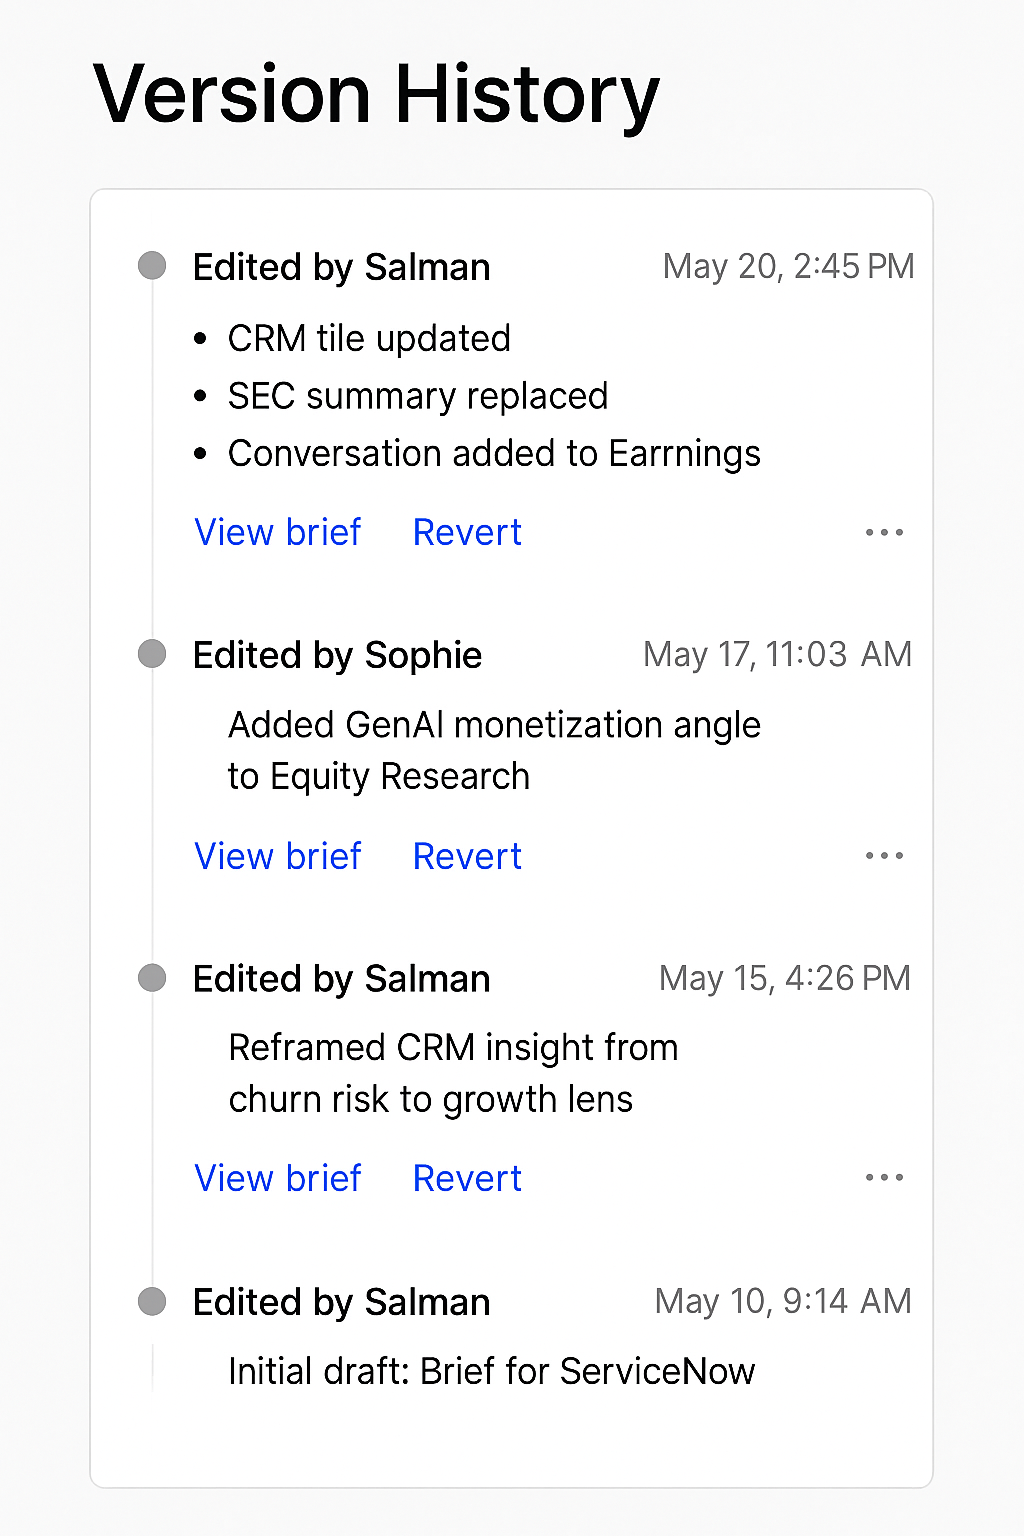 Version History
Edited by Salman
May 20, 2:45 PM
• CRM tile updated
• SEC summary replaced
• Conversation added to Earrnings
View brief
Revert
Edited by Sophie
May 17, 11:03 AM
Added GenAI monetization angle
to Equity Research
View brief
Revert
Edited by Salman
May 15, 4:26 PM
Reframed CRM insight from
churn risk to growth lens
View brief
Revert
Edited by Salman
May 10, 9:14 AM
Initial draft: Brief for ServiceNow